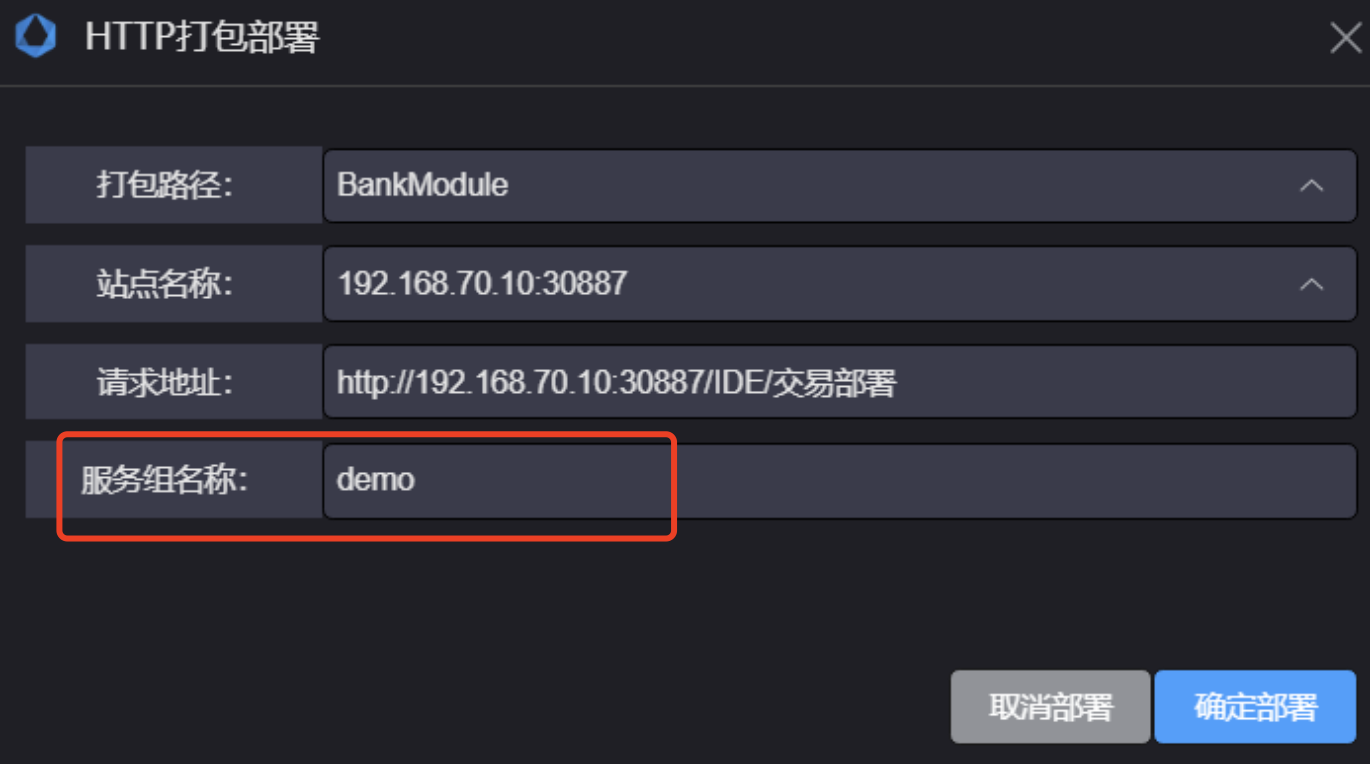 HTTP打包部署
打包路径: BankModule
站点名称: 192.168.70.10:30887
请求地址: http://192.168.70.10:30887/IDE/交易部署
服务组名称: demo
取消部署 确定部署